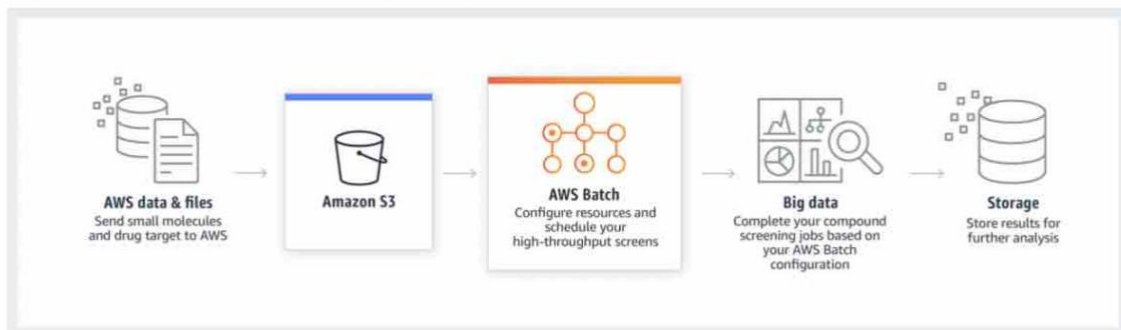 AWS data & files
Send small molecules
and drug target to AWS
Amazon S3
AWS Batch
Configure resources and
schedule your
high-throughput screens
Big data
Complete your compound
screening jobs based on
your AWS Batch
configuration
Storage
Store results for
further analysis